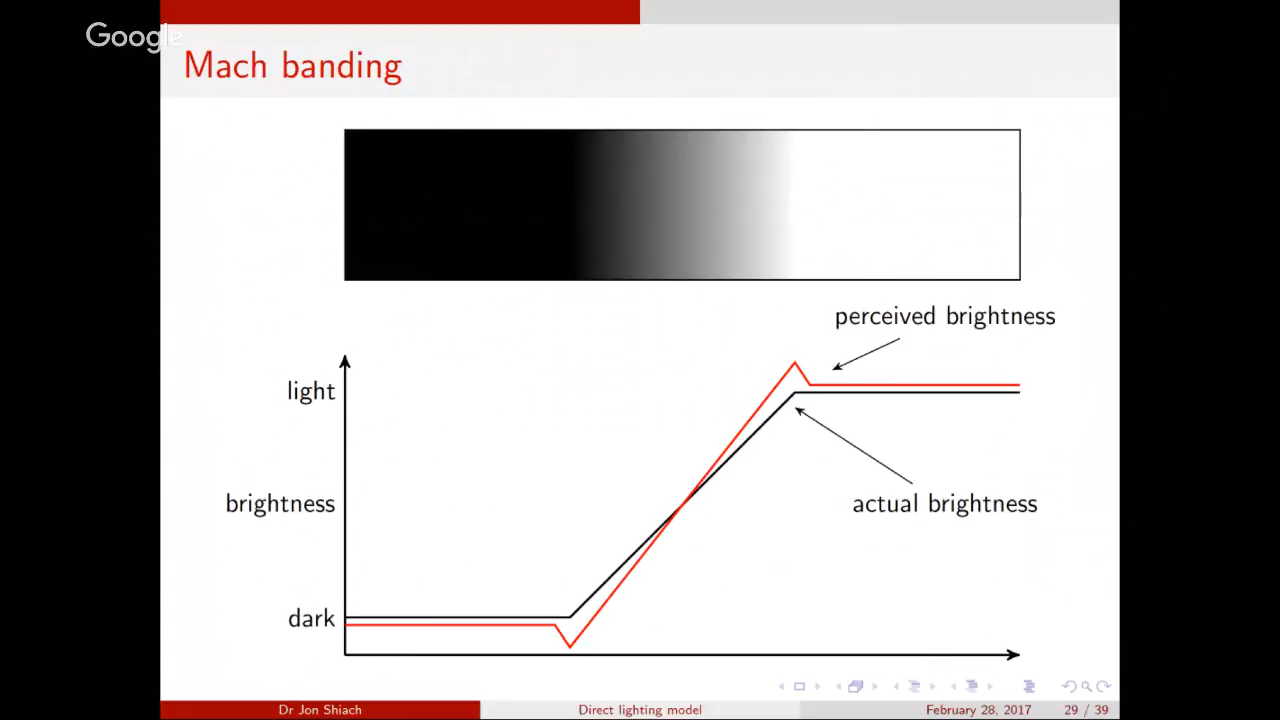 Google
Mach banding
perceived brightness
light
brightness
actual brightness
dark
Dr Jon Shiach
Direct lighting model
February 28, 2017
29 / 39